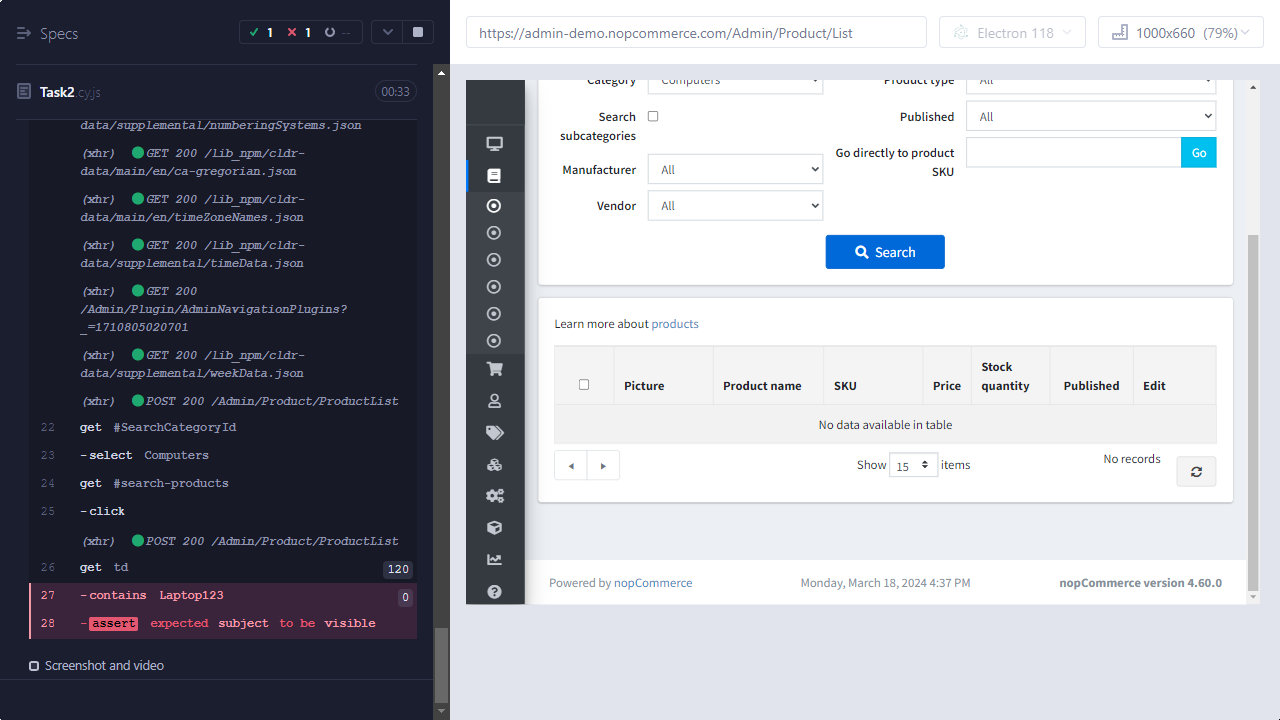 Specs
1
1
--
Task2.cy.js
00:33
data/supplemental/numberingSystems.json
(xhr) GET 200 /lib_npm/cldr-
data/main/en/ca-gregorian.json
(xhr) GET 200 /lib_npm/cldr-
data/main/en/timeZoneNames.json
(xhr) GET 200 /lib_npm/cldr-
data/supplemental/timeData.json
(xhr) GET 200
/Admin/Plugin/AdminNavigationPlugins?
_=1710805020701
(xhr) GET 200 /lib_npm/cldr-
data/supplemental/weekData.json
(xhr) POST 200 /Admin/Product/ProductList
22 get #SearchCategoryId
23 -select Computers
24 get #search-products
25 -click
(xhr) POST 200 /Admin/Product/ProductList
26 get td 120
27 -contains Laptop123 0
28 -assert expected subject to be visible
Screenshot and video
https://admin-demo.nopcommerce.com/Admin/Product/List
Electron 118
1000x660 (79%)
Category Computers
Product type All
Search
subcategories
Published All
Go directly to product
SKU
Go
Manufacturer All
Vendor All
Search
Learn more about products
Picture
Product name
SKU
Price
Stock
quantity
Published
Edit
No data available in table
Show 15 items
No records
Powered by nopCommerce
Monday, March 18, 2024 4:37 PM
nopCommerce version 4.60.0